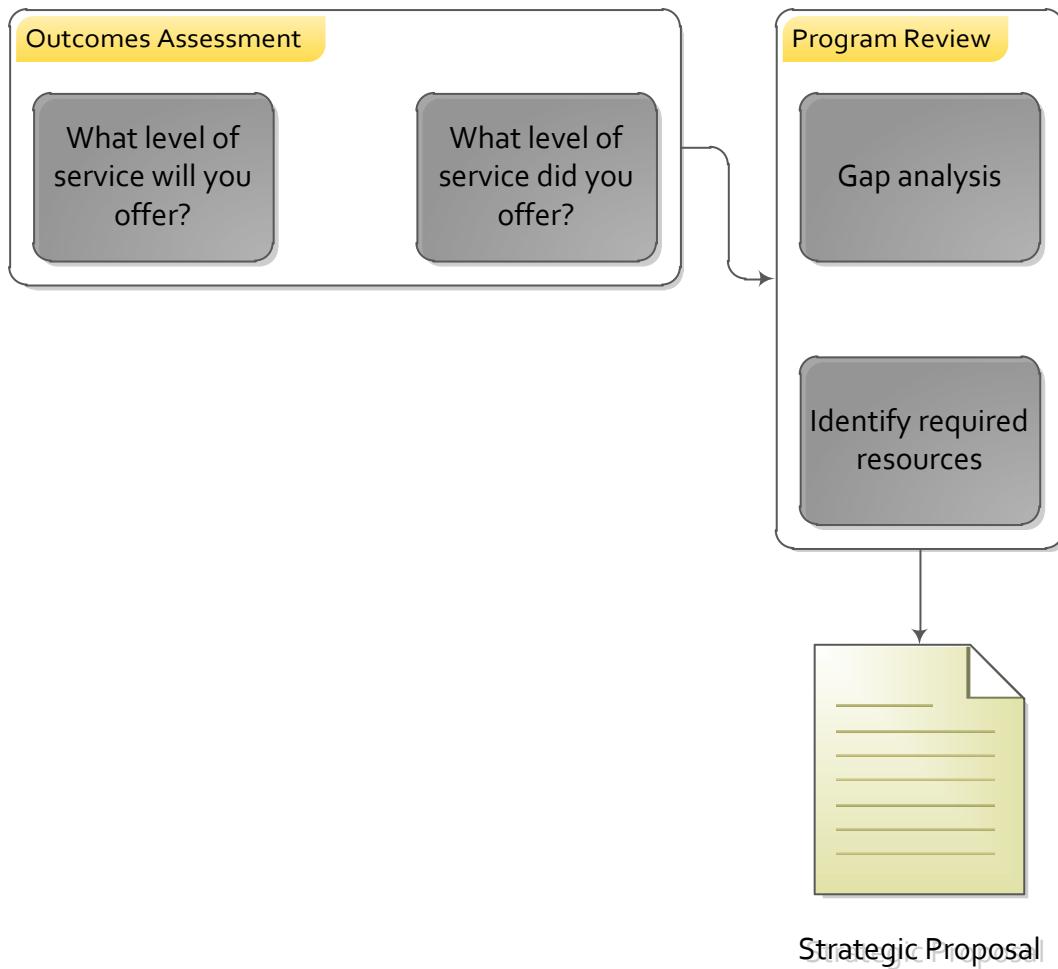 Outcomes Assessment
What level of
service will you
offer?
What level of
service did you
offer?
Program Review
Gap analysis
Identify required
resources
Strategic Proposal